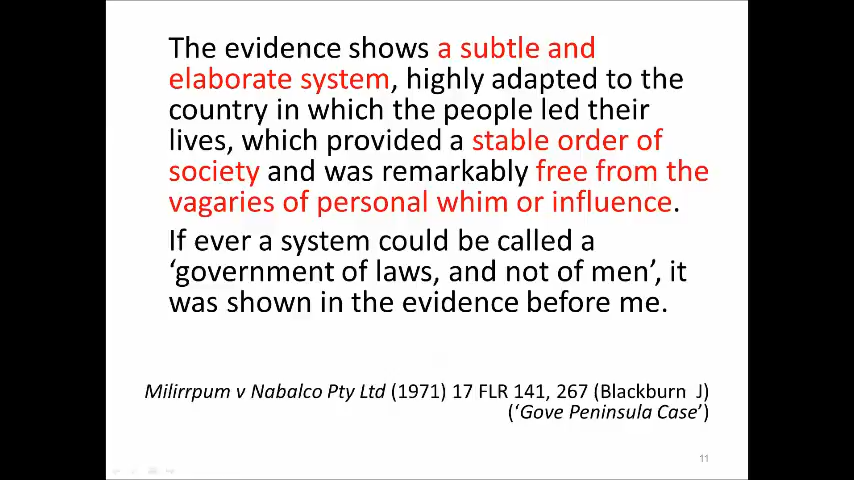 The evidence shows a subtle and
elaborate system, highly adapted to the
country in which the people led their
lives, which provided a stable order of
society and was remarkably free from the
vagaries of personal whim or influence.
If ever a system could be called a
‘government of laws, and not of men’, it
was shown in the evidence before me.
Milirrpum v Nabalco Pty Ltd (1971) 17 FLR 141, 267 (Blackburn J)
(‘Gove Peninsula Case’)
11